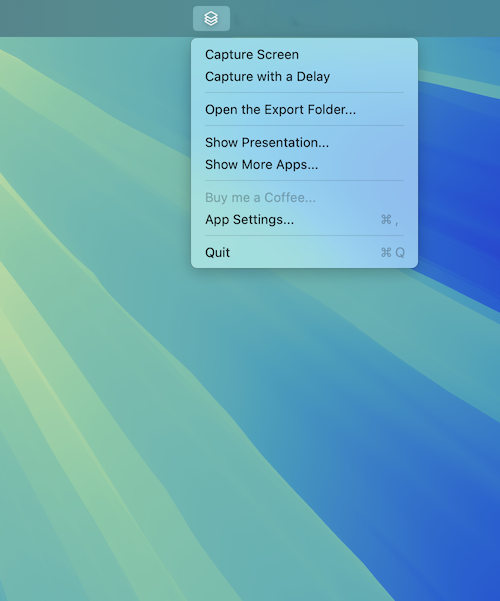 Capture Screen
Capture with a Delay
Open the Export Folder...
Show Presentation...
Show More Apps...
Buy me a Coffee...
App Settings... ⌘ ,
Quit ⌘ Q